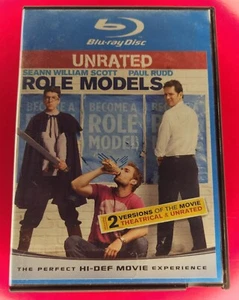 Blu-ray Disc
UNRATED
SEANN WILLIAM SCOTT PAUL RUDD
ROLE MODELS
BECOME A
BECOME A
ROLE
MODEL
2 VERSIONS OF THE MOVIE
THEATRICAL & UNRATED
THE PERFECT HI-DEF MOVIE EXPERIENCE